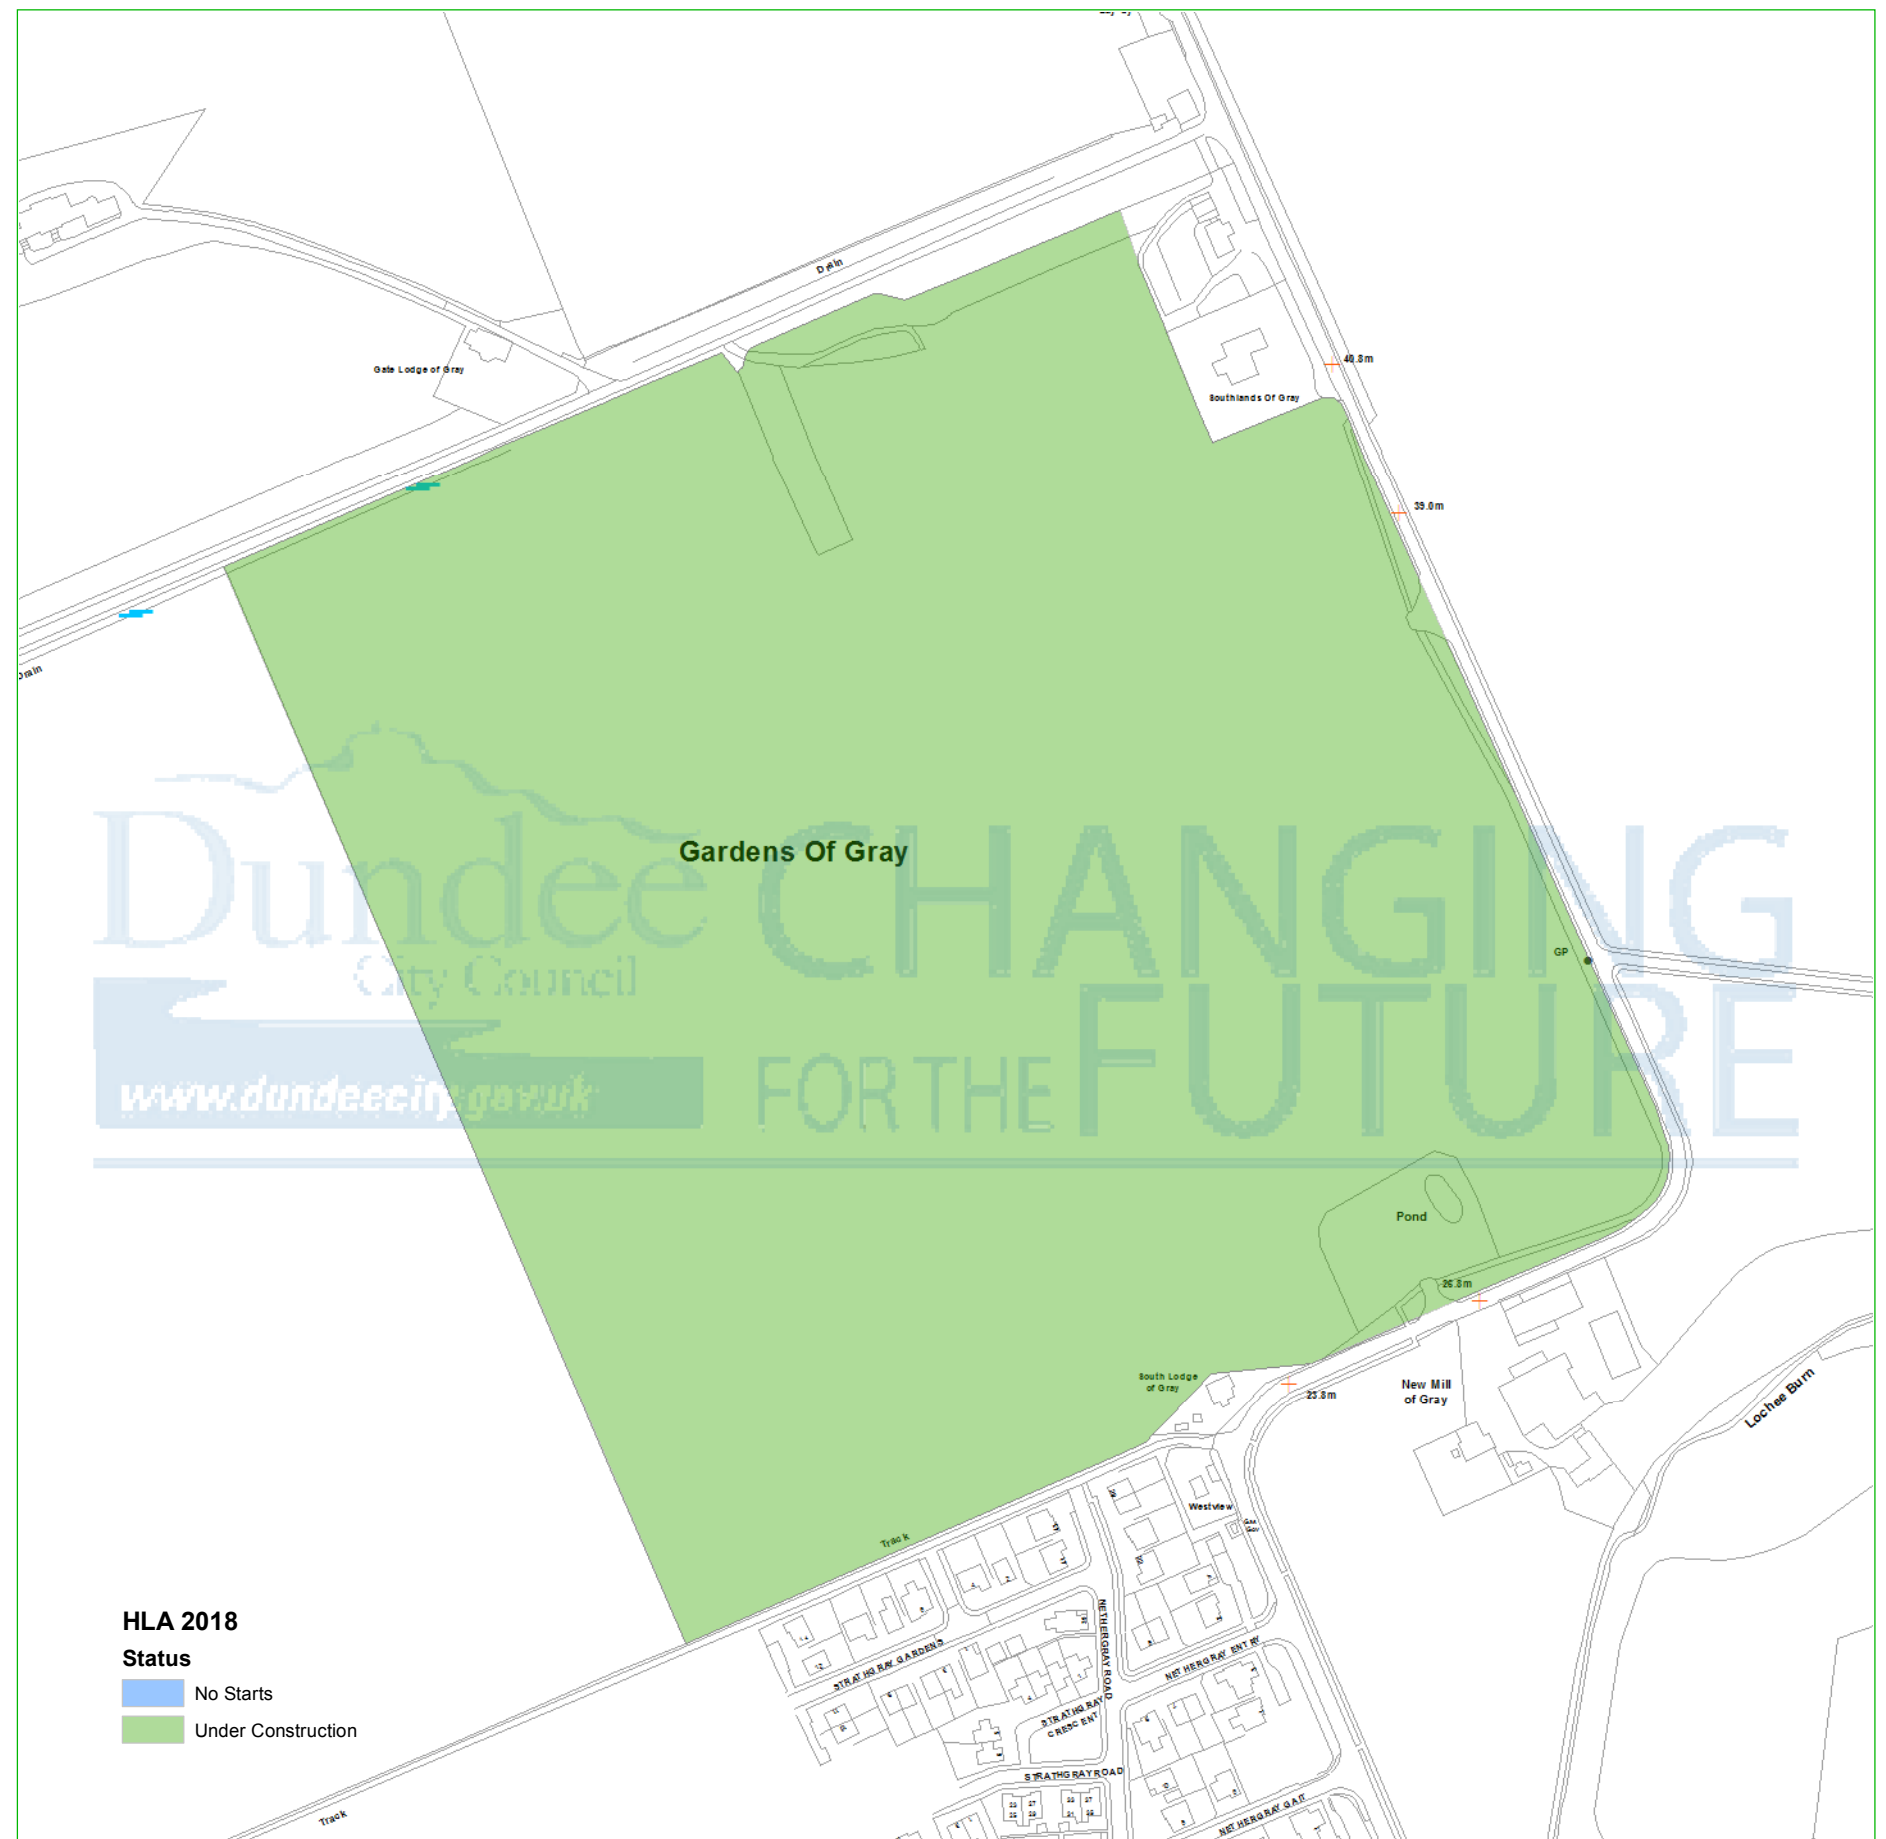 Drain
Gate Lodge of Gray
40.8m
Southlands Of Gray
39.0m
Drain
Gardens Of Gray
Dundee
City Council
www.dundeecity.gov.uk
CHANGING
FOR THE FUTURE
GP
Pond
26.8m
South Lodge
of Gray
23.8m
New Mill
of Gray
Lochee Burn
Westview
Gas
Gov
Track
HLA 2018
Status
No Starts
Under Construction
STRATHGRAY GARDENS
NETHERGRAY ROAD
NETHERGRAY ENTRY
STRATHGRAY
CRESCENT
STRATHGRAY ROAD
NETHERGRAY GAIT
Track